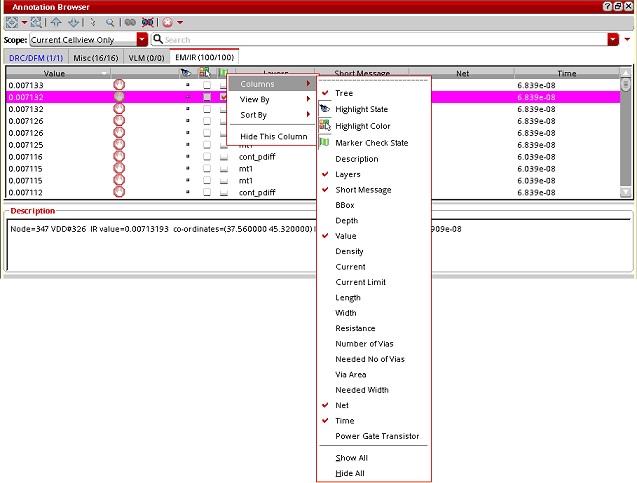 Annotation Browser
Scope: Current Cellview Only Search
DRC/DFM (1/1) Misc (16/16) VLM (0/0) EM/IR (100/100)
Value Layers Short Message Net Time
0.007133 6.839e-08
0.007132 6.839e-08
0.007132 6.839e-08
0.007126 6.039e-08
0.007126 6.039e-08
0.007125 6.039e-08
0.007116 cont_pdiff 6.039e-08
0.007115 mt1 6.039e-08
0.007115 mt1 6.039e-08
0.007112 cont_pdiff 6.839e-08
Columns
View By
Sort By
Hide This Column
Tree
Highlight State
Highlight Color
Marker Check State
Description
Layers
Short Message
BBox
Depth
Value
Density
Current
Current Limit
Length
Width
Resistance
Number of Vias
Needed No of Vias
Via Area
Needed Width
Net
Time
Power Gate Transistor
Show All
Hide All
Description
Node=347 VDD#326 IR value=0.00713193 co-ordinates=(37.560000 45.320000) 909e-08